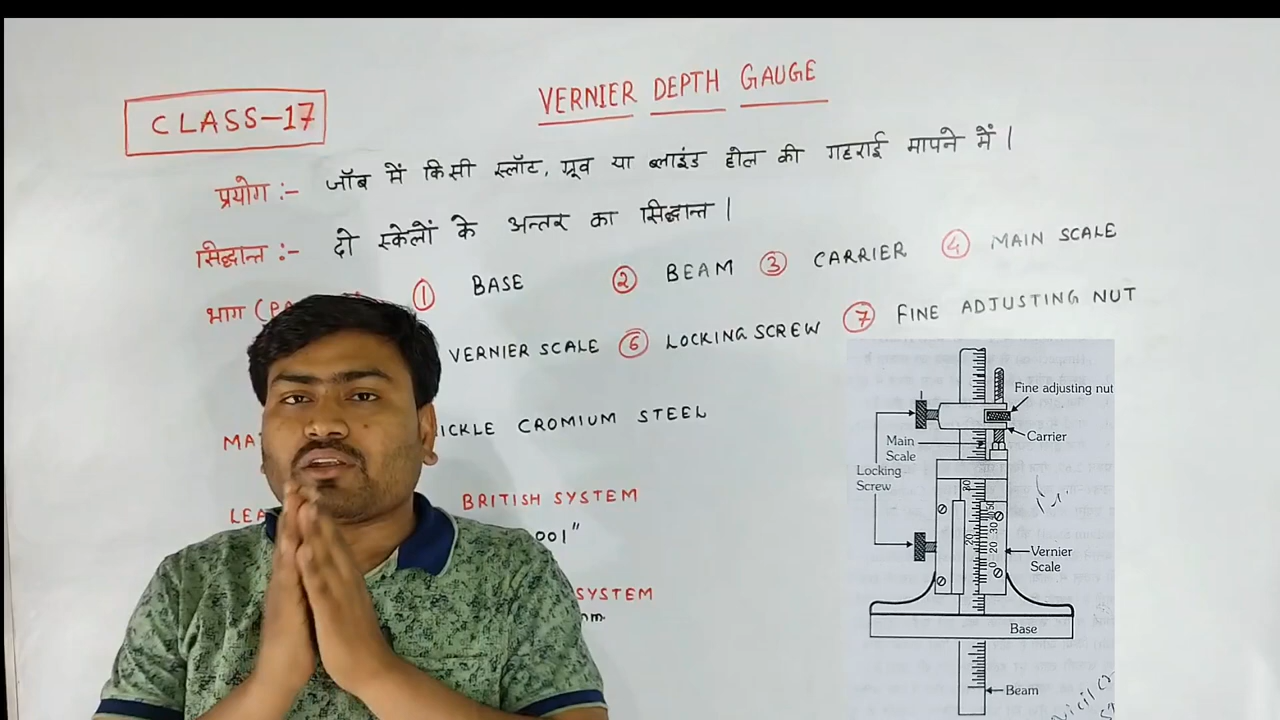 CLASS-17
VERNIER DEPTH GAUGE
प्रयोग :- जॉब में किसी स्लॉट, ग्रूव या ब्लाइंड होल की गहराई मापने में |
सिद्धान्त :- दो स्केलों के अन्तर का सिद्धान्त |
भाग ① BASE ② BEAM ③ CARRIER ④ MAIN SCALE
VERNIER SCALE ⑥ LOCKING SCREW ⑦ FINE ADJUSTING NUT
CROMIUM STEEL
BRITISH SYSTEM
001"
SYSTEM
Fine adjusting nut
Carrier
Main
Scale
Locking
Screw
Vernier
Scale
Base
Beam